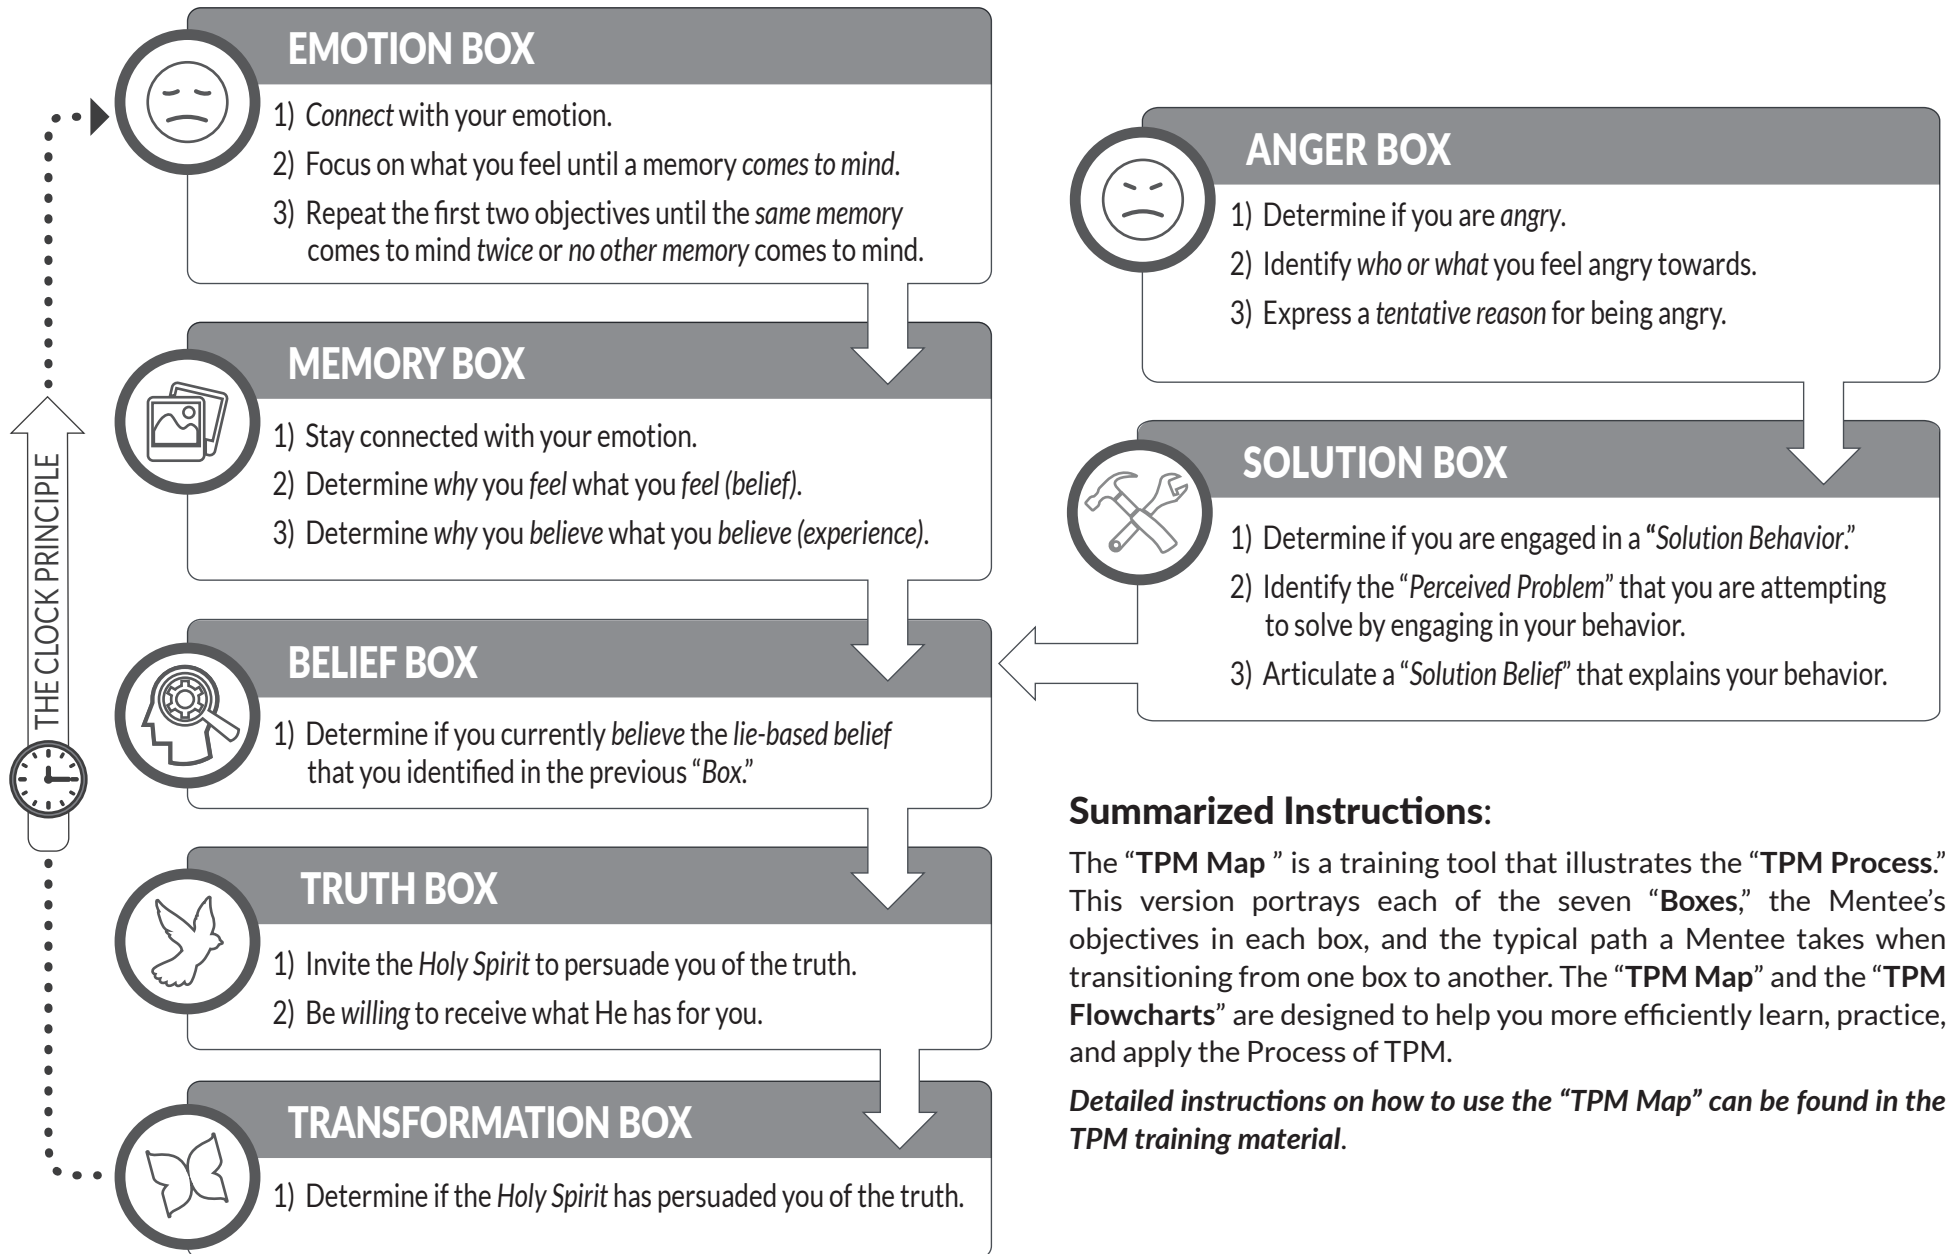 EMOTION BOX
1) Connect with your emotion.
2) Focus on what you feel until a memory comes to mind.
3) Repeat the first two objectives until the same memory
comes to mind twice or no other memory comes to mind.
MEMORY BOX
1) Stay connected with your emotion.
2) Determine why you feel what you feel (belief).
3) Determine why you believe what you believe (experience).
BELIEF BOX
1) Determine if you currently believe the lie-based belief
that you identified in the previous “Box.”
TRUTH BOX
1) Invite the Holy Spirit to persuade you of the truth.
2) Be willing to receive what He has for you.
TRANSFORMATION BOX
1) Determine if the Holy Spirit has persuaded you of the truth.
THE CLOCK PRINCIPLE
ANGER BOX
1) Determine if you are angry.
2) Identify who or what you feel angry towards.
3) Express a tentative reason for being angry.
SOLUTION BOX
1) Determine if you are engaged in a “Solution Behavior.”
2) Identify the “Perceived Problem” that you are attempting
to solve by engaging in your behavior.
3) Articulate a “Solution Belief” that explains your behavior.
Summarized Instructions:
The “TPM Map ” is a training tool that illustrates the “TPM Process.”
This version portrays each of the seven “Boxes,” the Mentee’s
objectives in each box, and the typical path a Mentee takes when
transitioning from one box to another. The “TPM Map” and the “TPM
Flowcharts” are designed to help you more efficiently learn, practice,
and apply the Process of TPM.
Detailed instructions on how to use the “TPM Map” can be found in the
TPM training material.